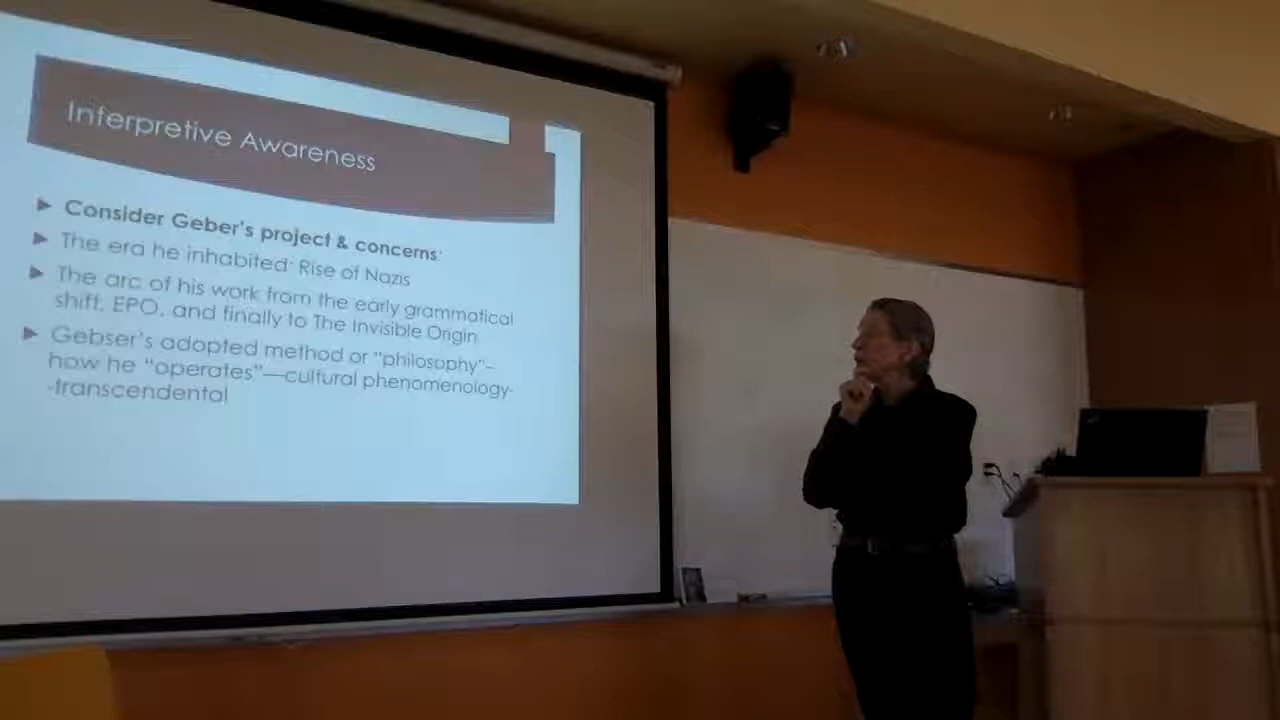 Interpretive Awareness
Consider Geber's project & concerns:
The era he inhabited: Rise of Nazis
The arc of his work from the early grammatical
shift, EPO, and finally to The Invisible Origin
Gebser's adopted method or "philosophy"–
how he "operates"—cultural phenomenology-
-transcendental